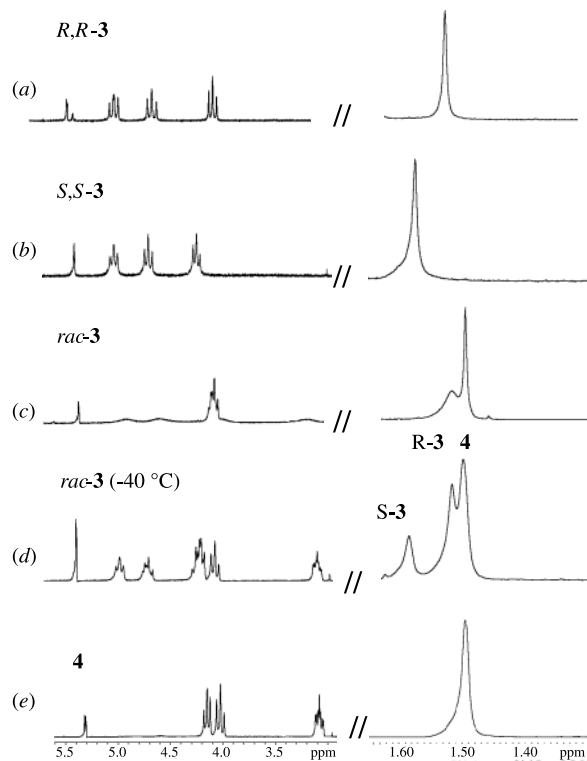 R,R-3
(a)
//
S,S-3
(b)
//
rac-3
(c)
//
R-3 4
rac-3 (-40 °C)
S-3
(d)
//
4
(e)
//
5.5 5.0 4.5 4.0 3.5 ppm 1.60 1.50 1.40 ppm